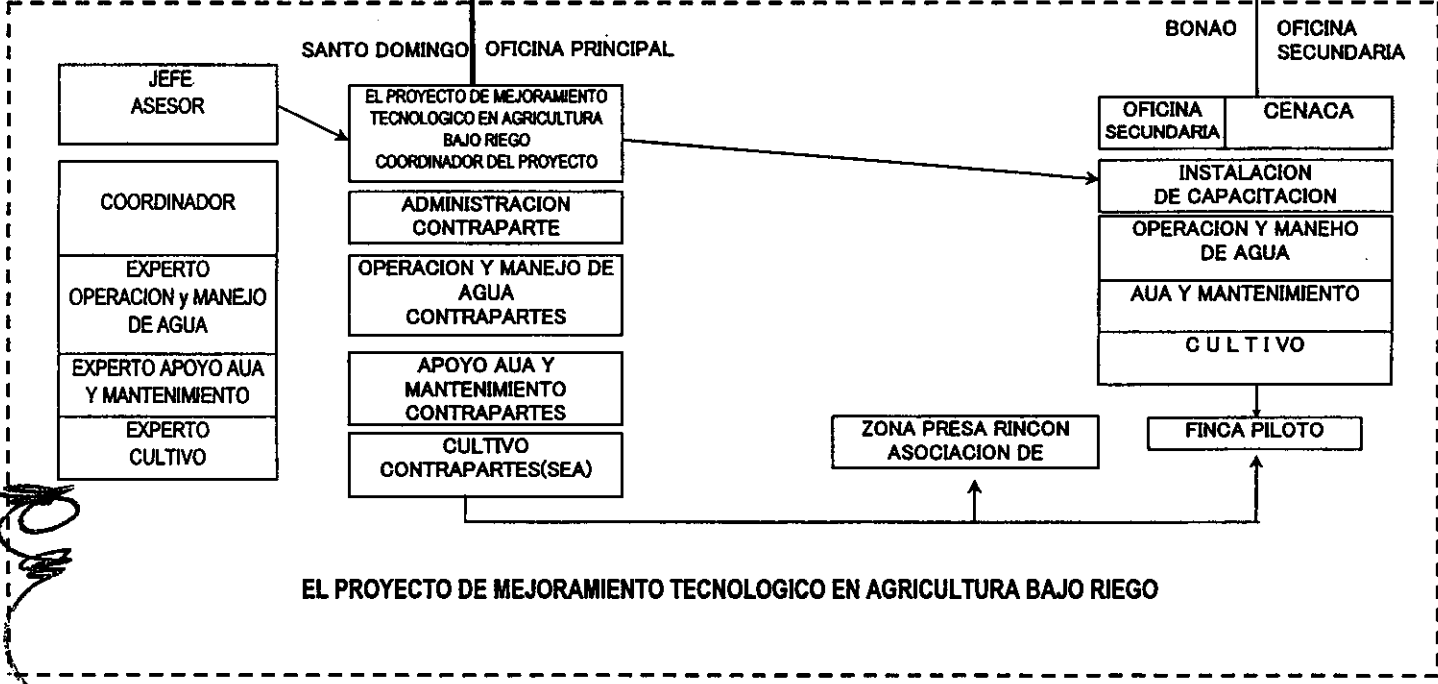 SANTO DOMINGO OFICINA PRINCIPAL
BONAO OFICINA
SECUNDARIA
JEFE
ASESOR
COORDINADOR
EXPERTO
OPERACION y MANEJO
DE AGUA
EXPERTO APOYO AUA
Y MANTENIMIENTO
EXPERTO
CULTIVO
EL PROYECTO DE MEJORAMIENTO
TECNOLOGICO EN AGRICULTURA
BAJO RIEGO
COORDINADOR DEL PROYECTO
ADMINISTRACION
CONTRAPARTE
OPERACION Y MANEJO DE
AGUA
CONTRAPARTES
APOYO AUA Y
MANTENIMIENTO
CONTRAPARTES
CULTIVO
CONTRAPARTES(SEA)
OFICINA
SECUNDARIA
CENACA
INSTALACION
DE CAPACITACION
OPERACION Y MANEHO
DE AGUA
AUA Y MANTENIMIENTO
CULTIVO
ZONA PRESA RINCON
ASOCIACION DE
FINCA PILOTO
EL PROYECTO DE MEJORAMIENTO TECNOLOGICO EN AGRICULTURA BAJO RIEGO